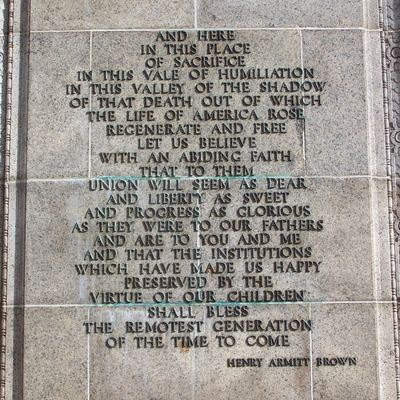 AND HERE
IN THIS PLACE
OF SACRIFICE
IN THIS VALE OF HUMILIATION
IN THIS VALLEY OF THE SHADOW
OF THAT DEATH OUT OF WHICH
THE LIFE OF AMERICA ROSE
REGENERATE AND FREE
LET US BELIEVE
WITH AN ABIDING FAITH
THAT TO THEM
UNION WILL SEEM AS DEAR
AND LIBERTY AS SWEET
AND PROGRESS AS GLORIOUS
AS THEY WERE TO OUR FATHERS
AND ARE TO YOU AND ME
AND THAT THE INSTITUTIONS
WHICH HAVE MADE US HAPPY
PRESERVED BY THE
VIRTUE OF OUR CHILDREN
SHALL BLESS
THE REMOTEST GENERATION
OF THE TIME TO COME
HENRY ARMITT BROWN